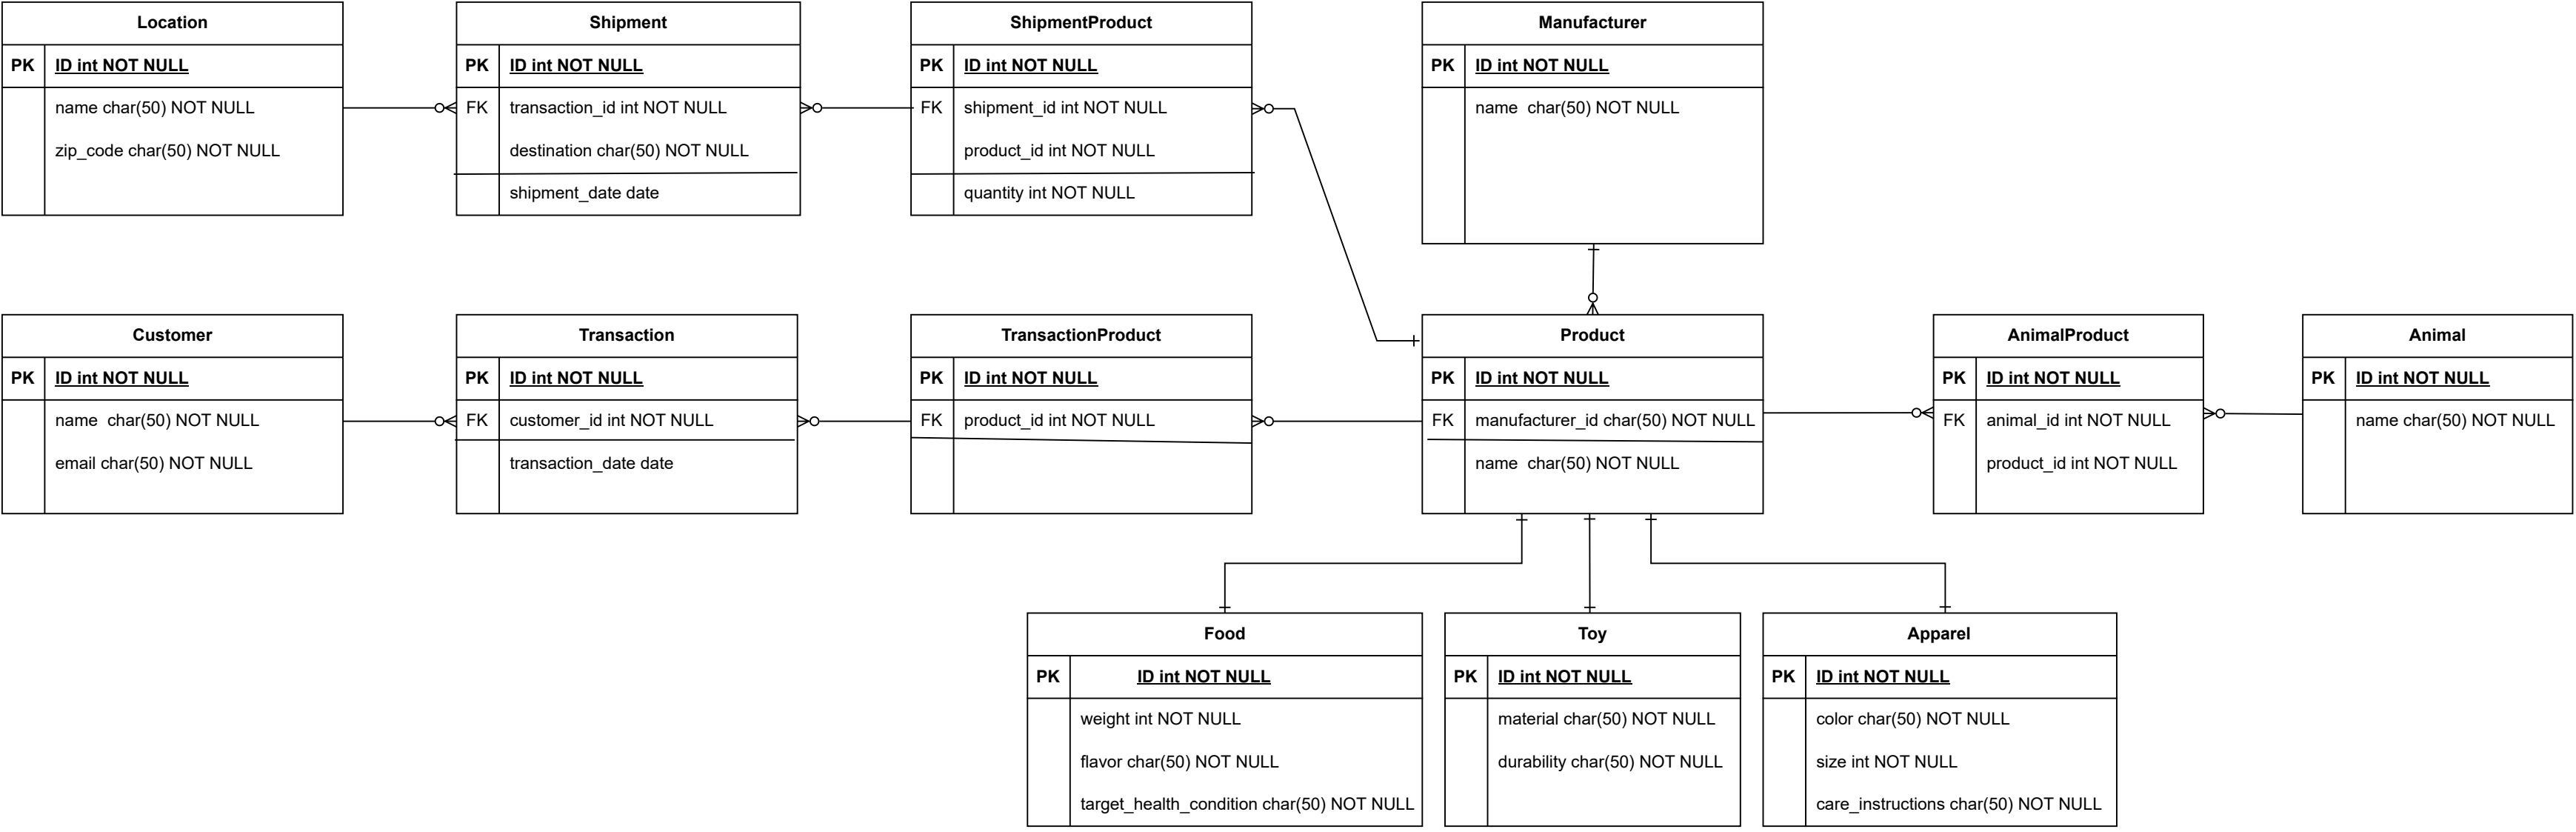 Location
PK ID int NOT NULL
name char(50) NOT NULL
zip_code char(50) NOT NULL
Shipment
PK ID int NOT NULL
FK transaction_id int NOT NULL
destination char(50) NOT NULL
shipment_date date
ShipmentProduct
PK ID int NOT NULL
FK shipment_id int NOT NULL
product_id int NOT NULL
quantity int NOT NULL
Manufacturer
PK ID int NOT NULL
name char(50) NOT NULL
Customer
PK ID int NOT NULL
name char(50) NOT NULL
email char(50) NOT NULL
Transaction
PK ID int NOT NULL
FK customer_id int NOT NULL
transaction_date date
TransactionProduct
PK ID int NOT NULL
FK product_id int NOT NULL
Product
PK ID int NOT NULL
FK manufacturer_id char(50) NOT NULL
name char(50) NOT NULL
AnimalProduct
PK ID int NOT NULL
FK animal_id int NOT NULL
product_id int NOT NULL
Animal
PK ID int NOT NULL
name char(50) NOT NULL
Food
PK ID int NOT NULL
weight int NOT NULL
flavor char(50) NOT NULL
target_health_condition char(50) NOT NULL
Toy
PK ID int NOT NULL
material char(50) NOT NULL
durability char(50) NOT NULL
Apparel
PK ID int NOT NULL
color char(50) NOT NULL
size int NOT NULL
care_instructions char(50) NOT NULL